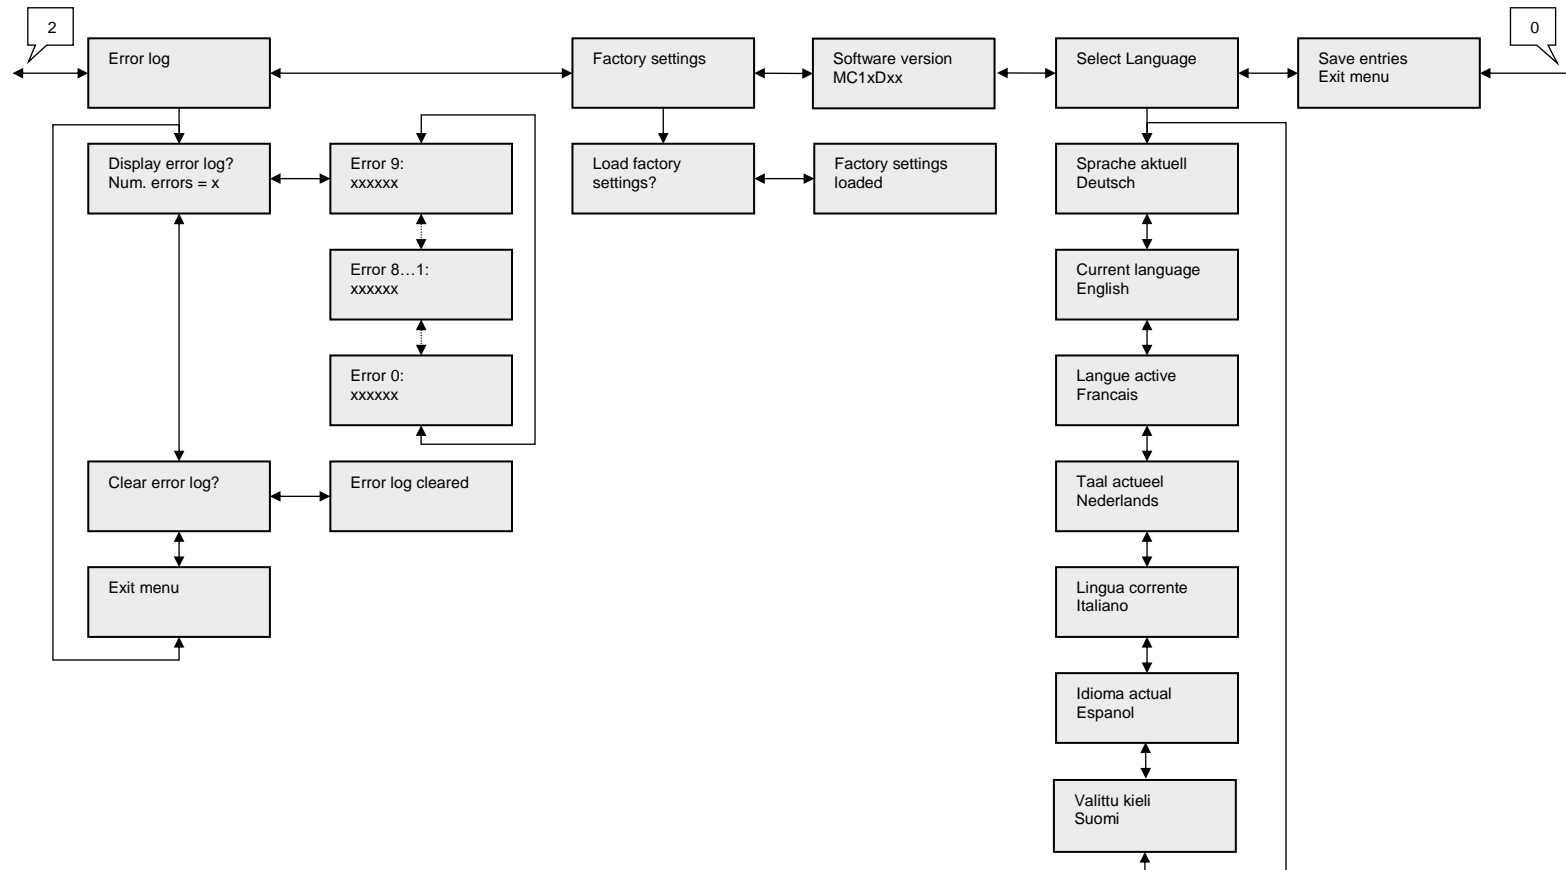 2
0
Error log
Factory settings
Software version
MC1xDxx
Select Language
Save entries
Exit menu
Display error log?
Num. errors = x
Error 9:
xxxxxx
Load factory
settings?
Factory settings
loaded
Sprache aktuell
Deutsch
Error 8…1:
xxxxxx
Current language
English
Error 0:
xxxxxx
Langue active
Francais
Clear error log?
Error log cleared
Taal actueel
Nederlands
Exit menu
Lingua corrente
Italiano
Idioma actual
Espanol
Valittu kieli
Suomi